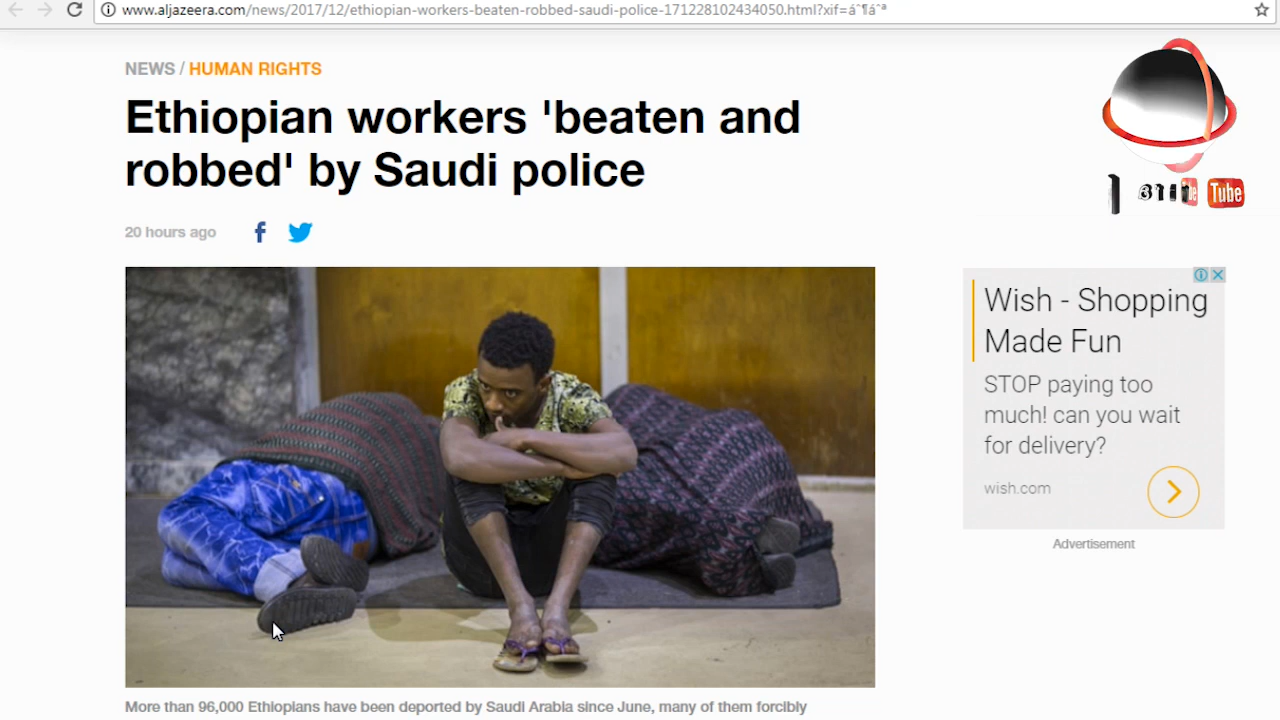 www.aljazeera.com/news/2017/12/ethiopian-workers-beaten-robbed-saudi-police-171228102434050.html?xif=áˆ¶áˆª
NEWS / HUMAN RIGHTS
Ethiopian workers 'beaten and
robbed' by Saudi police
20 hours ago
Tube
Wish - Shopping
Made Fun
STOP paying too
much! can you wait
for delivery?
wish.com
Advertisement
More than 96,000 Ethiopians have been deported by Saudi Arabia since June, many of them forcibly